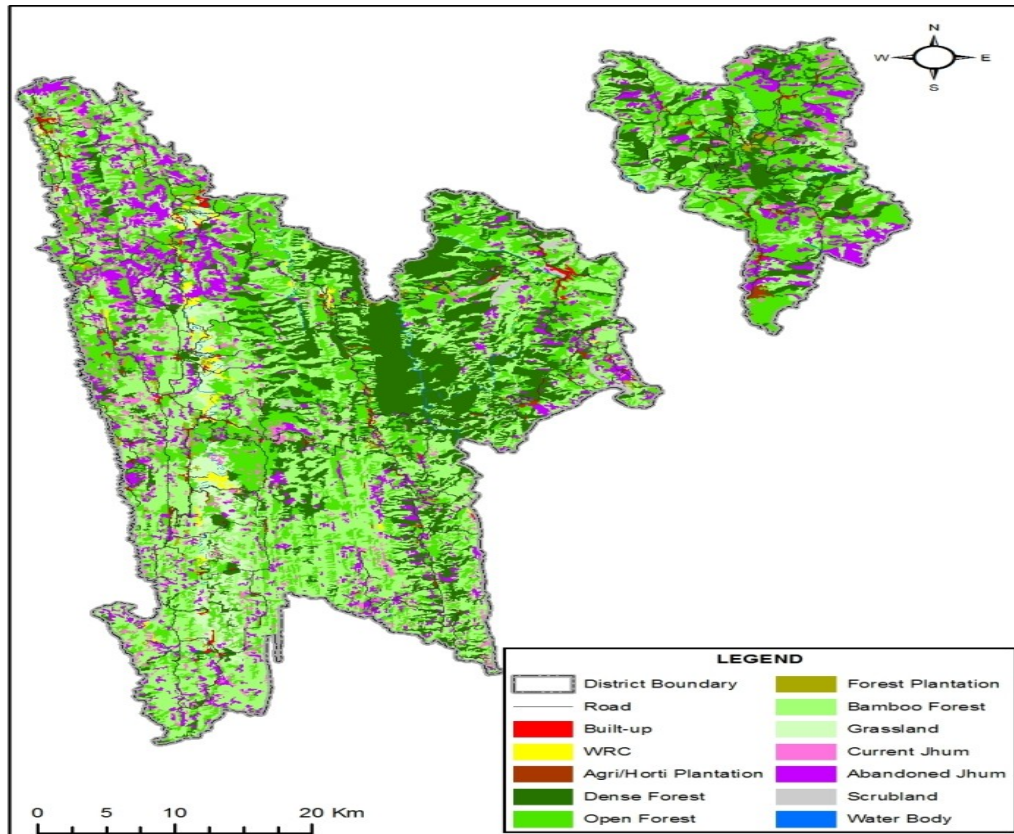 N
W E
S
LEGEND
District Boundary Forest Plantation
Road Bamboo Forest
Built-up Grassland
WRC Current Jhum
Agri/Horti Plantation Abandoned Jhum
Dense Forest Scrubland
Open Forest Water Body
0 5 10 20 Km